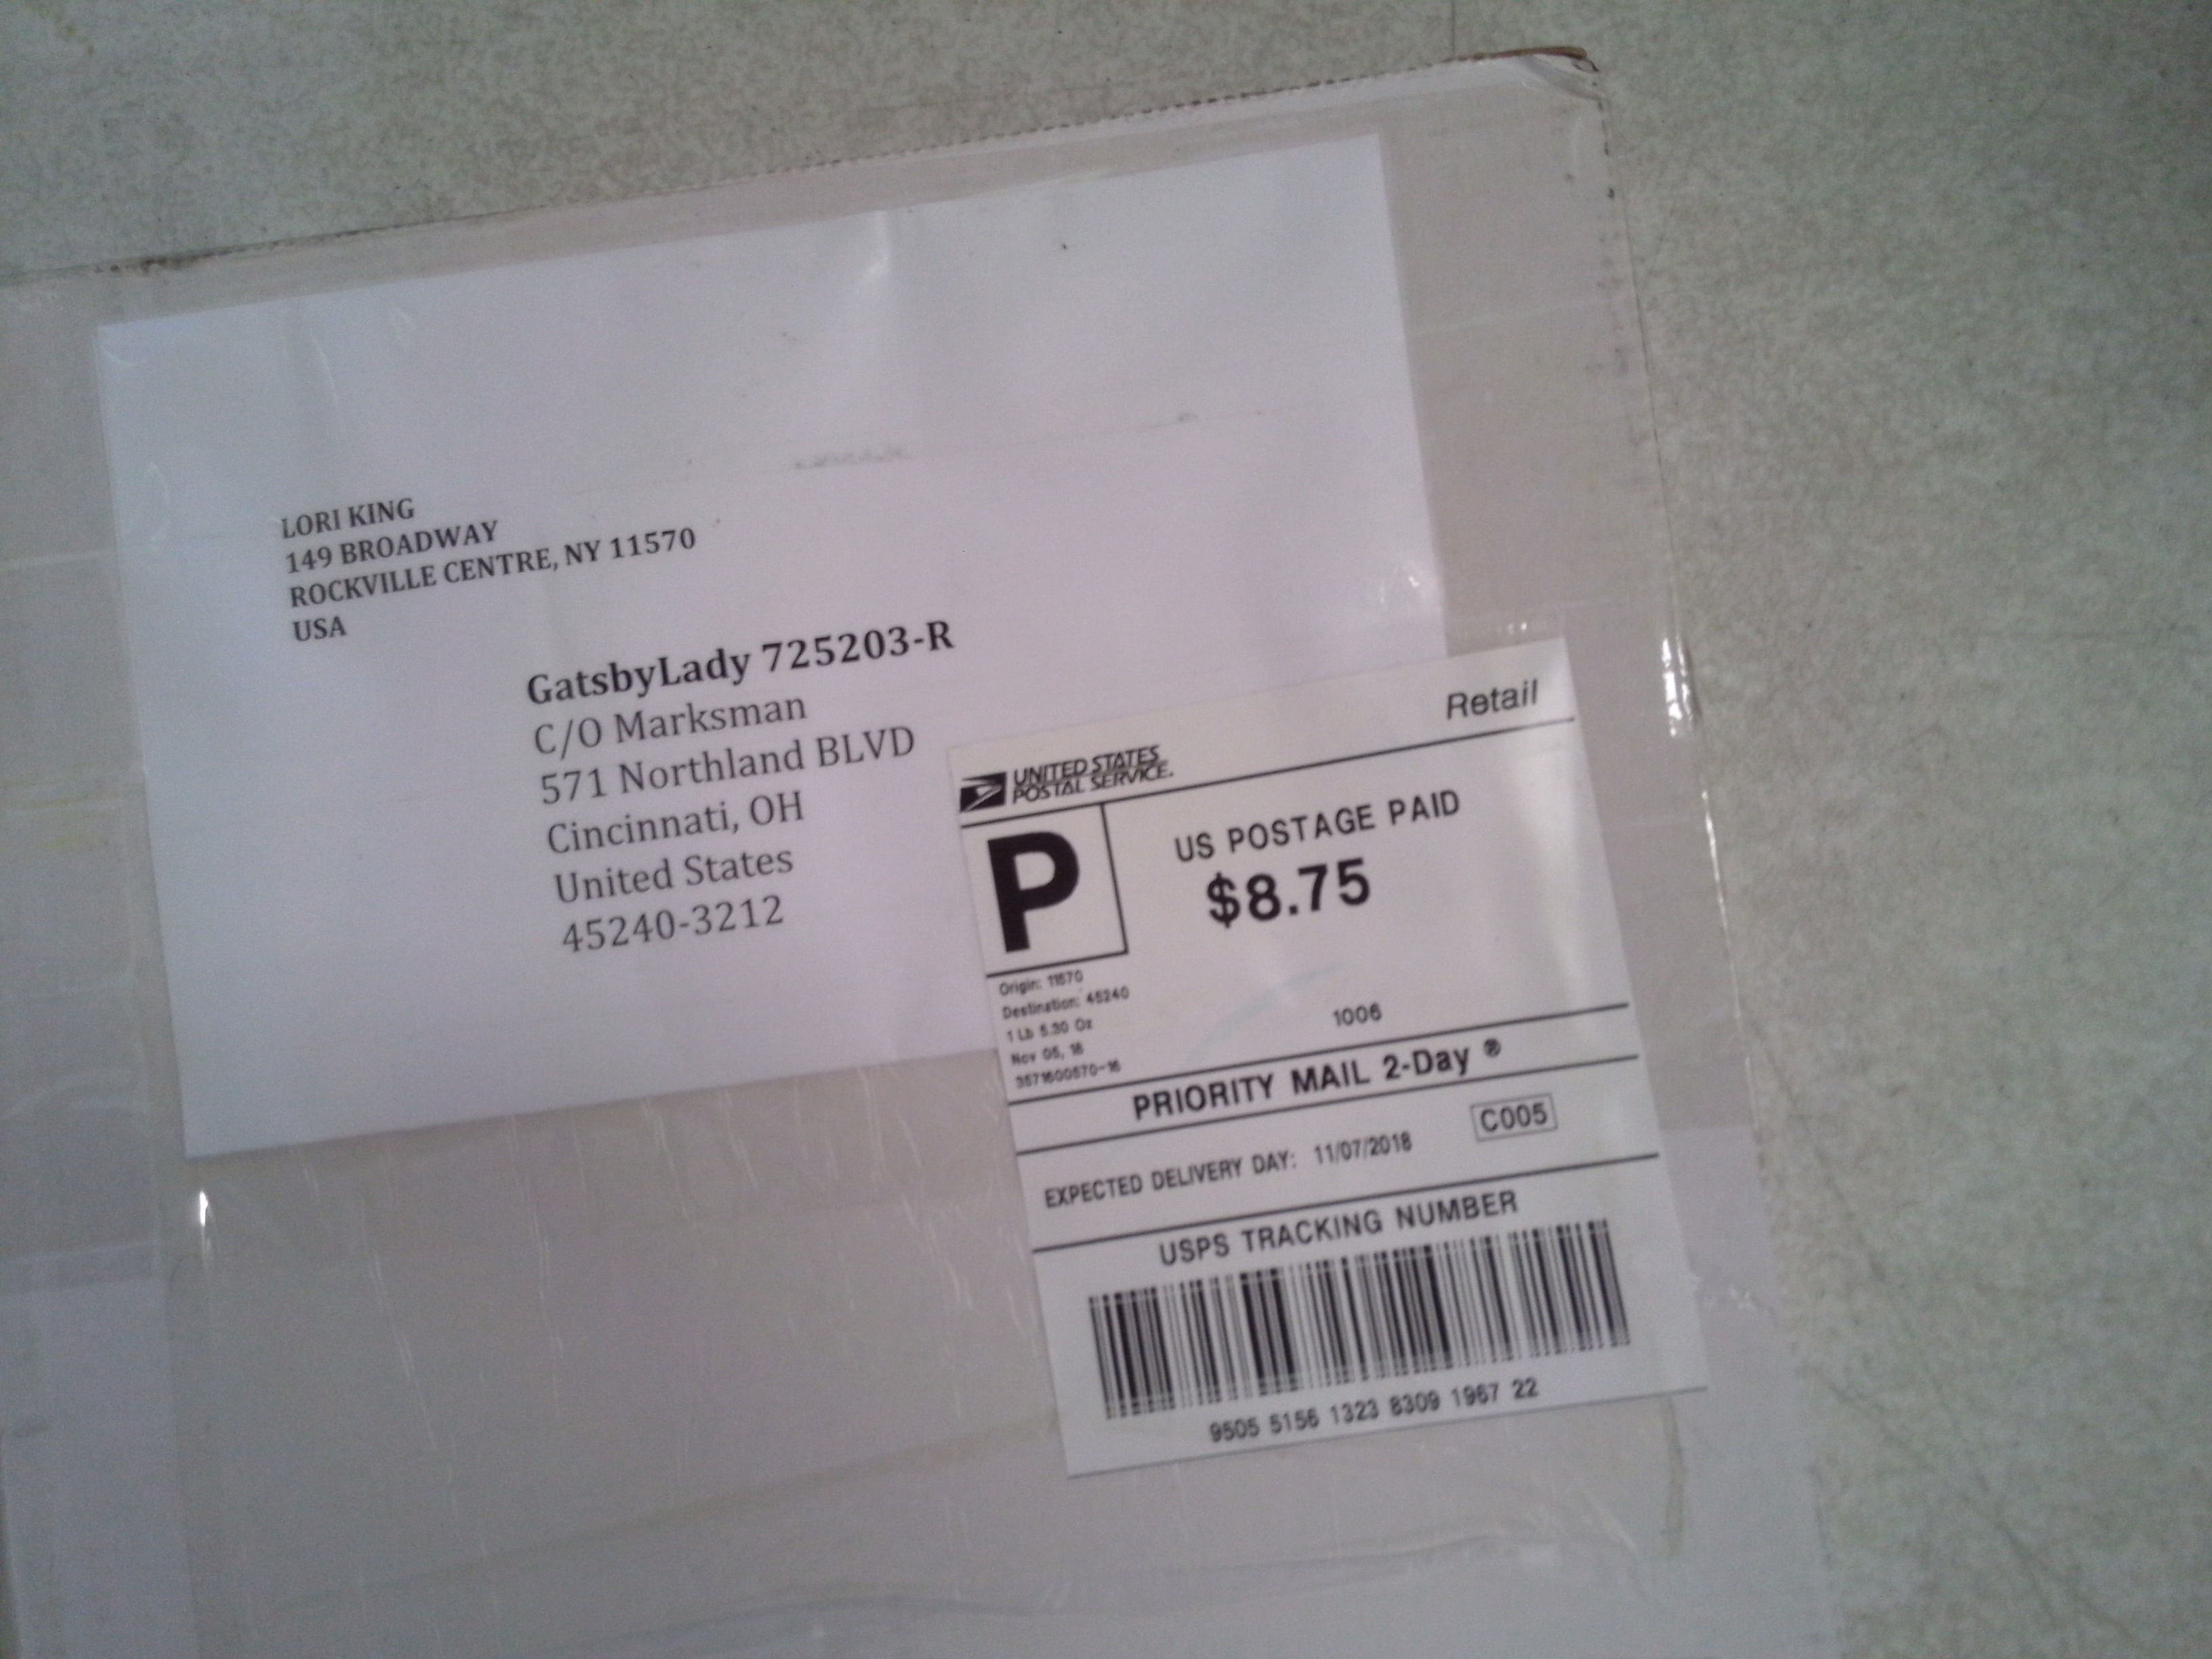 LORI KING
149 BROADWAY
ROCKVILLE CENTRE, NY 11570
USA
GatsbyLady 725203-R
C/O Marksman
571 Northland BLVD
Cincinnati, OH
United States
45240-3212
Retail
UNITED STATES
POSTAL SERVICE®
P
US POSTAGE PAID
$8.75
Origin: 11570
Destination: 45240
1 Lb 5.30 Oz
Nov 05, 18
3571600570-16
1006
PRIORITY MAIL 2-Day ®
EXPECTED DELIVERY DAY: 11/07/2018
C005
USPS TRACKING NUMBER
9505 5156 1323 8309 1967 22